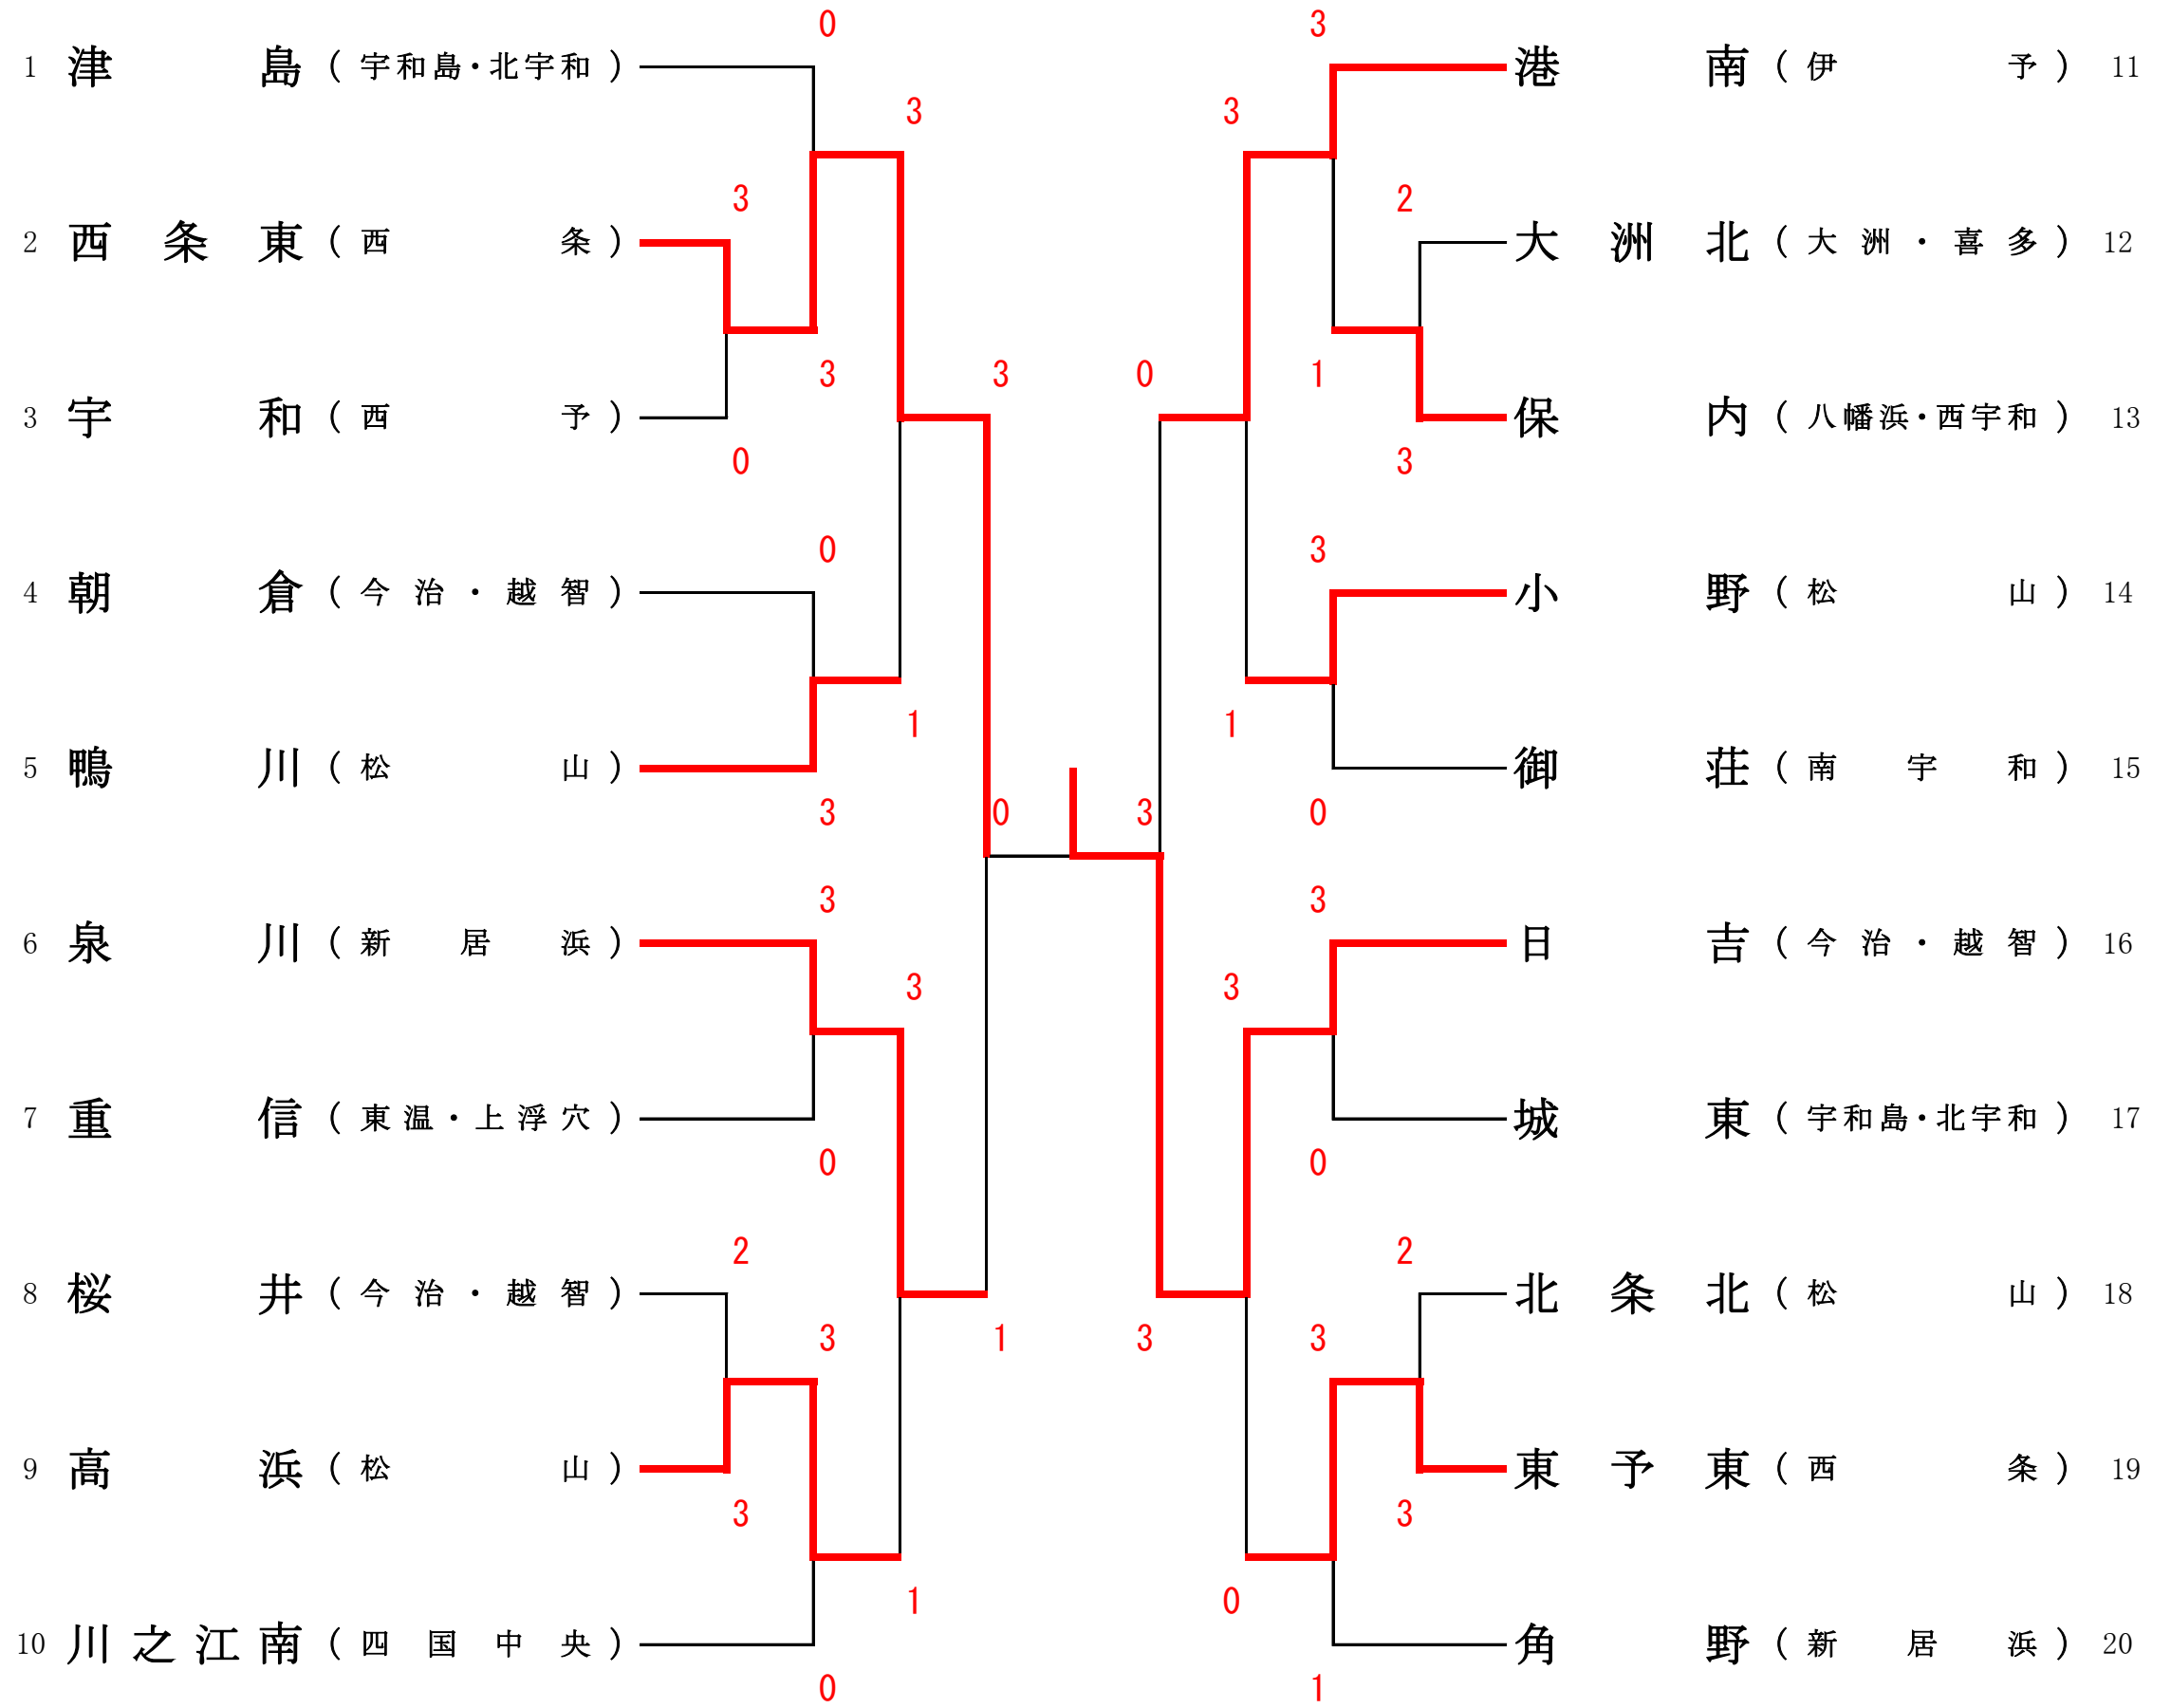 0 3
1 津島(宇和島・北宇和) 港南(伊予) 11
3 3
3 2
2 西条東(西条) 大洲北(大洲・喜多) 12
3 3 0 1
3 宇和(西予) 保内(八幡浜・西宇和) 13
0 3
0 3
4 朝倉(今治・越智) 小野(松山) 14
1 1
5 鴨川(松山) 御荘(南宇和) 15
3 0 3 0
3 3
6 泉川(新居浜) 日吉(今治・越智) 16
3 3
7 重信(東温・上浮穴) 城東(宇和島・北宇和) 17
0 0
2 2
8 桜井(今治・越智) 北条北(松山) 18
3 1 3 3
9 高浜(松山) 東予東(西条) 19
3 3
1 0
10 川之江南(四国中央) 角野(新居浜) 20
0 1